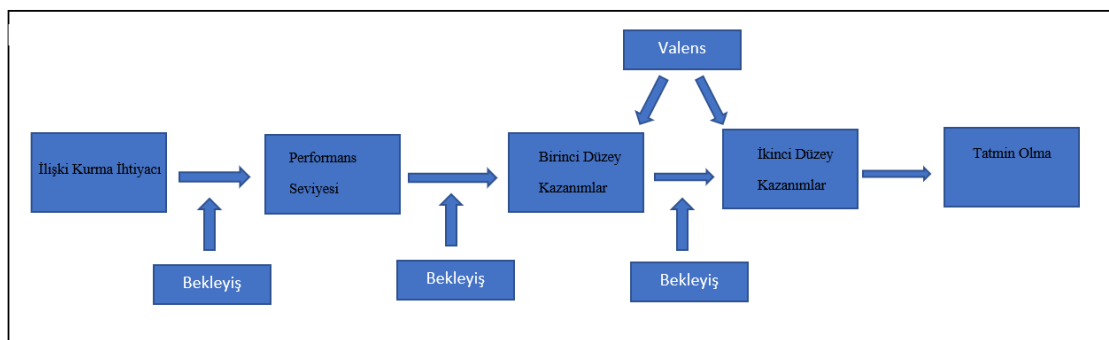 Valens
İlişki Kurma İhtiyacı
Performans
Seviyesi
Birinci Düzey
Kazanımlar
İkinci Düzey
Kazanımlar
Tatmin Olma
Bekleyiş
Bekleyiş
Bekleyiş